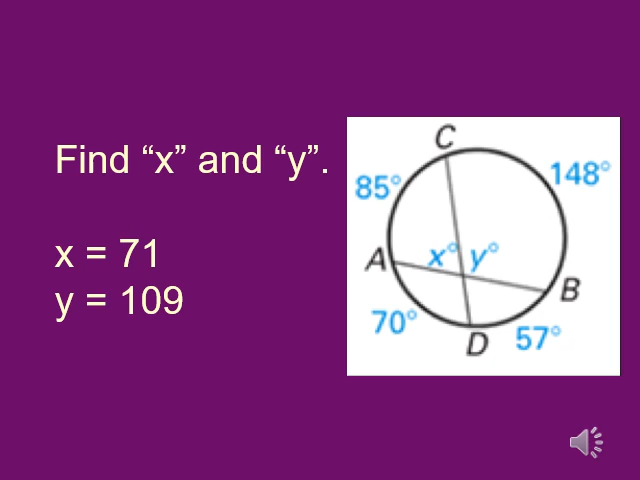 Find “x” and “y”.
x = 71
y = 109
C
85°
148°
A
x° y°
B
70°
D
57°